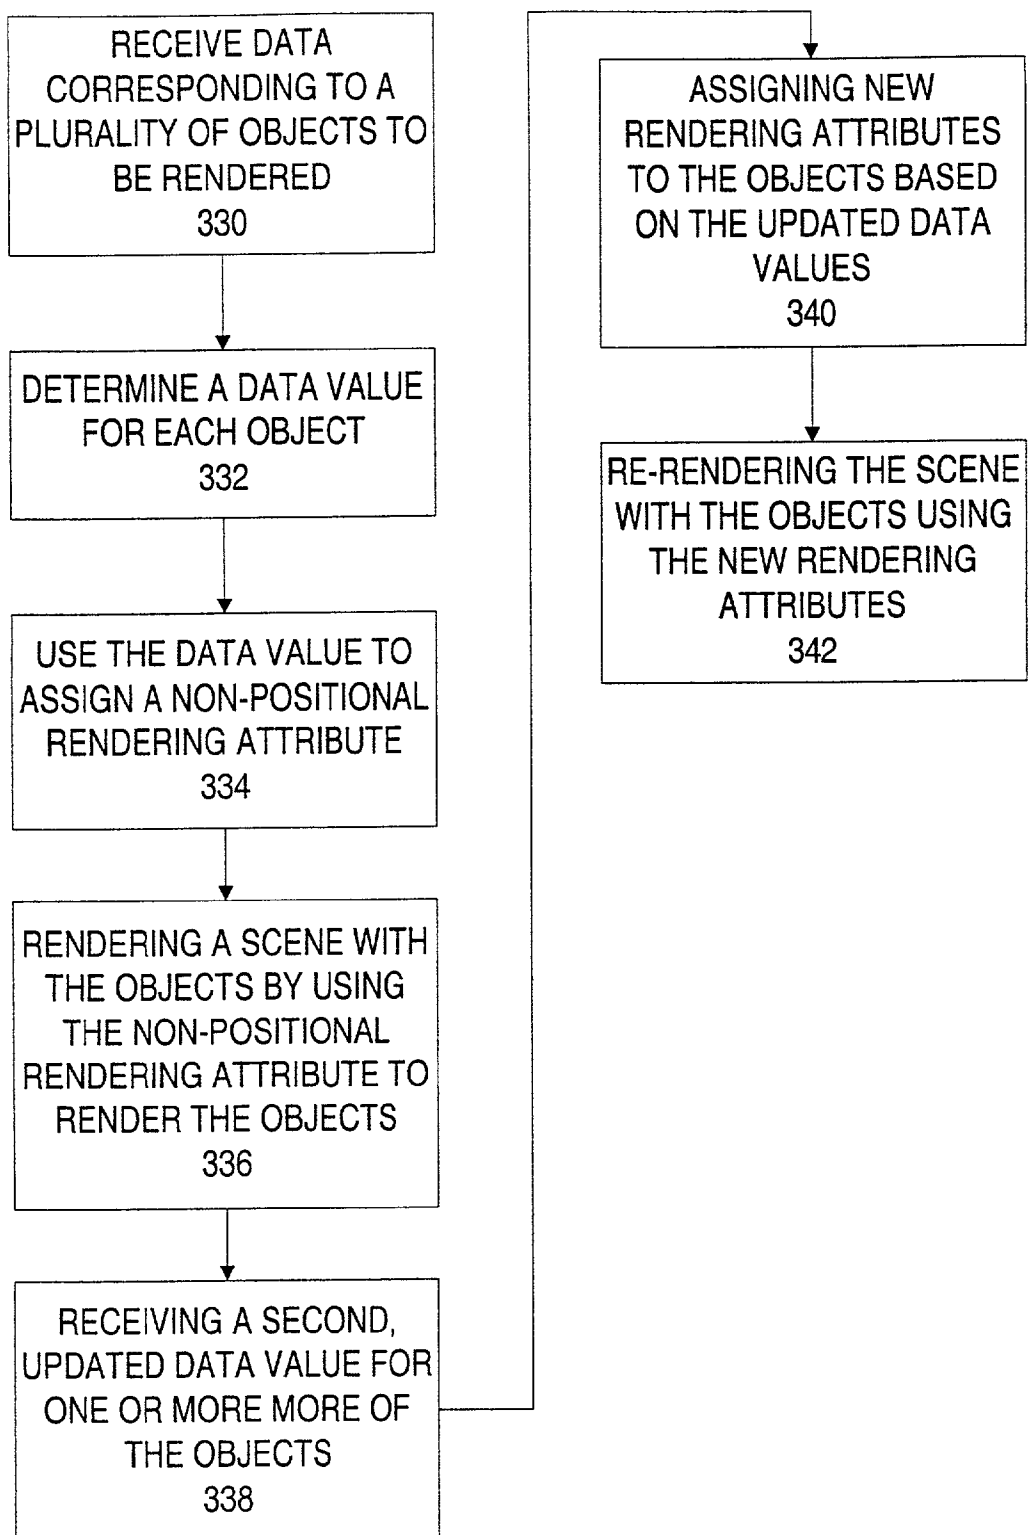 RECEIVE DATA
CORRESPONDING TO A
PLURALITY OF OBJECTS TO
BE RENDERED
330
DETERMINE A DATA VALUE
FOR EACH OBJECT
332
USE THE DATA VALUE TO
ASSIGN A NON-POSITIONAL
RENDERING ATTRIBUTE
334
RENDERING A SCENE WITH
THE OBJECTS BY USING
THE NON-POSITIONAL
RENDERING ATTRIBUTE TO
RENDER THE OBJECTS
336
RECEIVING A SECOND,
UPDATED DATA VALUE FOR
ONE OR MORE MORE OF
THE OBJECTS
338
ASSIGNING NEW
RENDERING ATTRIBUTES
TO THE OBJECTS BASED
ON THE UPDATED DATA
VALUES
340
RE-RENDERING THE SCENE
WITH THE OBJECTS USING
THE NEW RENDERING
ATTRIBUTES
342